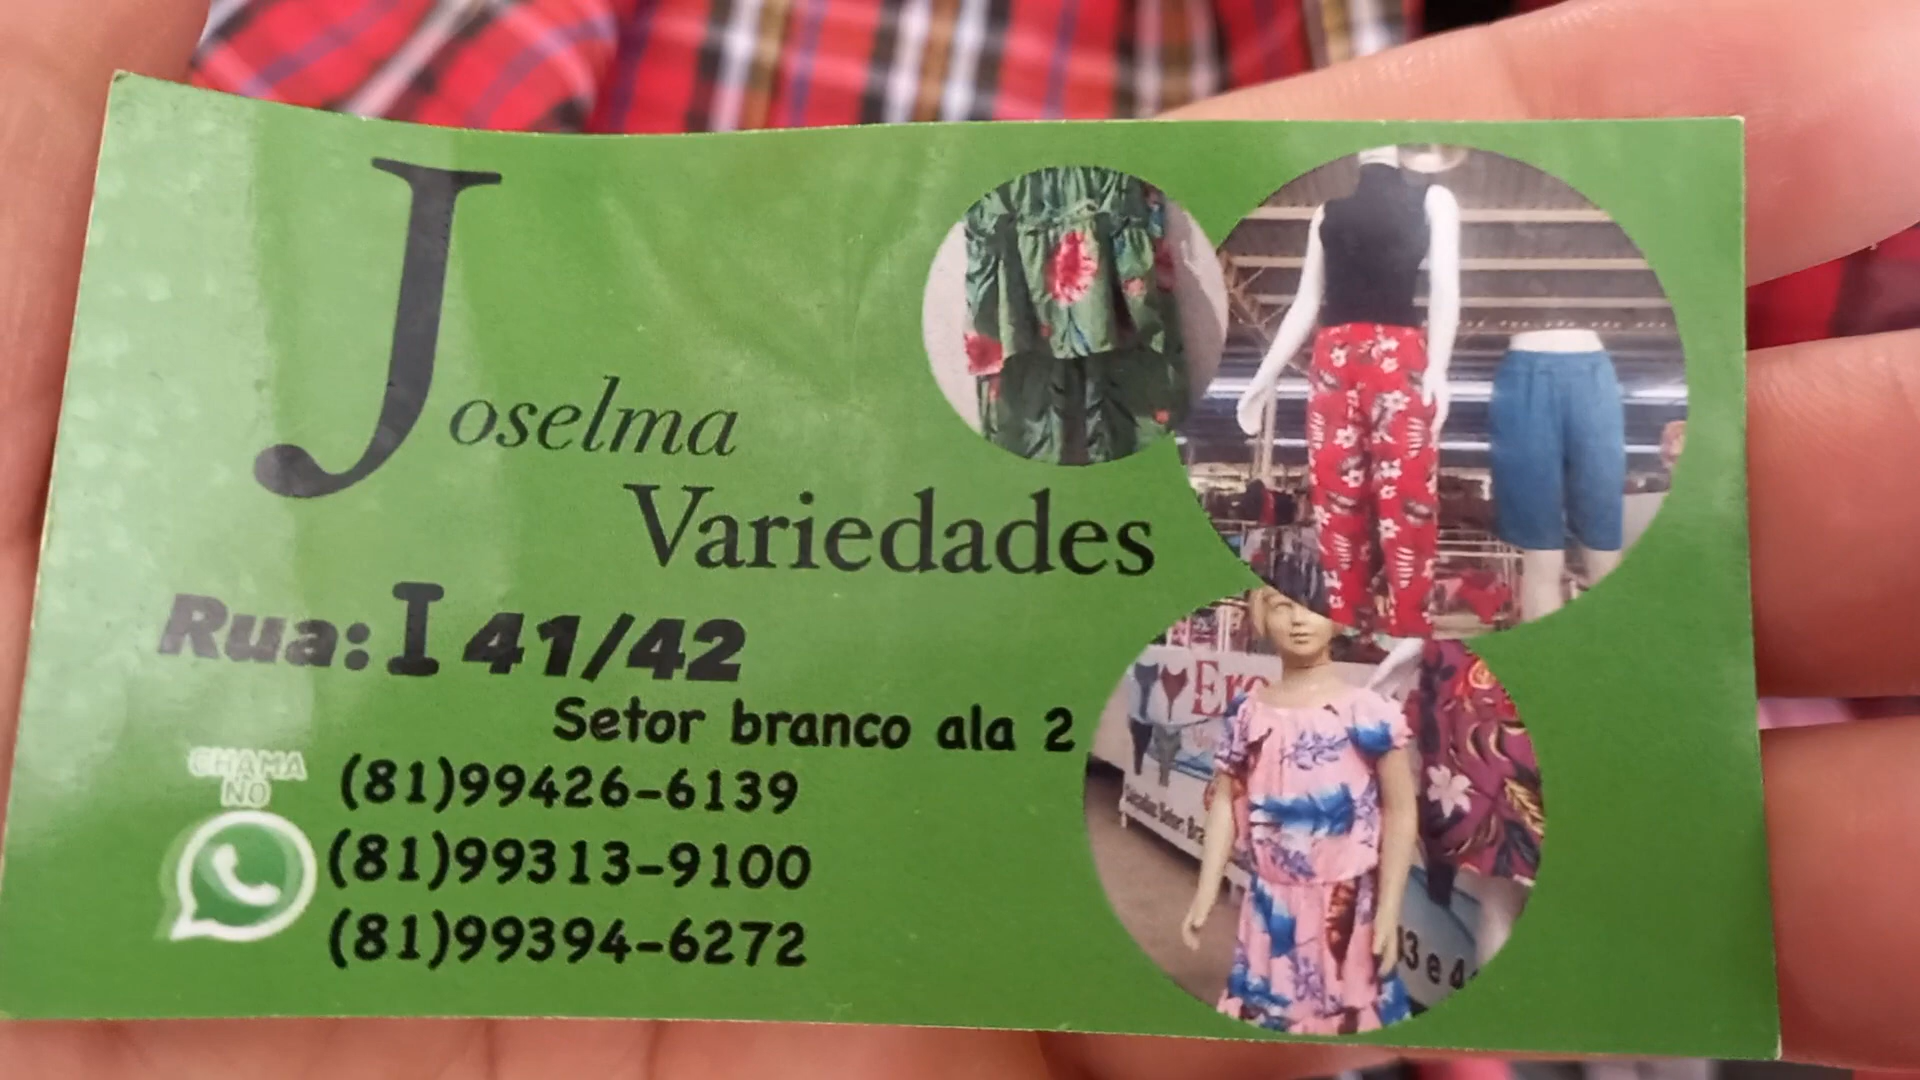 Joselma
Variedades
Rua: I 41/42
Setor branco ala 2
CHAMA
NO
(81)99426-6139
(81)99313-9100
(81)99394-6272